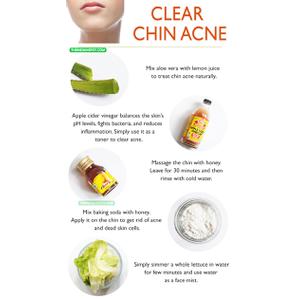 CLEAR
CHIN ACNE
Mix aloe vera with lemon juice
to treat chin acne naturally.
Apple cider vinegar balances the skin's
pH levels, fights bacteria, and reduces
inflammation. Simply use it as a
toner to clear acne.
Massage the chin with honey.
Leave for 30 minutes and then
rinse with cold water.
Mix baking soda with honey.
Apply it on the chin to get rid of acne
and dead skin cells.
Simply simmer a whole lettuce in water
for few minutes and use water
as a face mist.